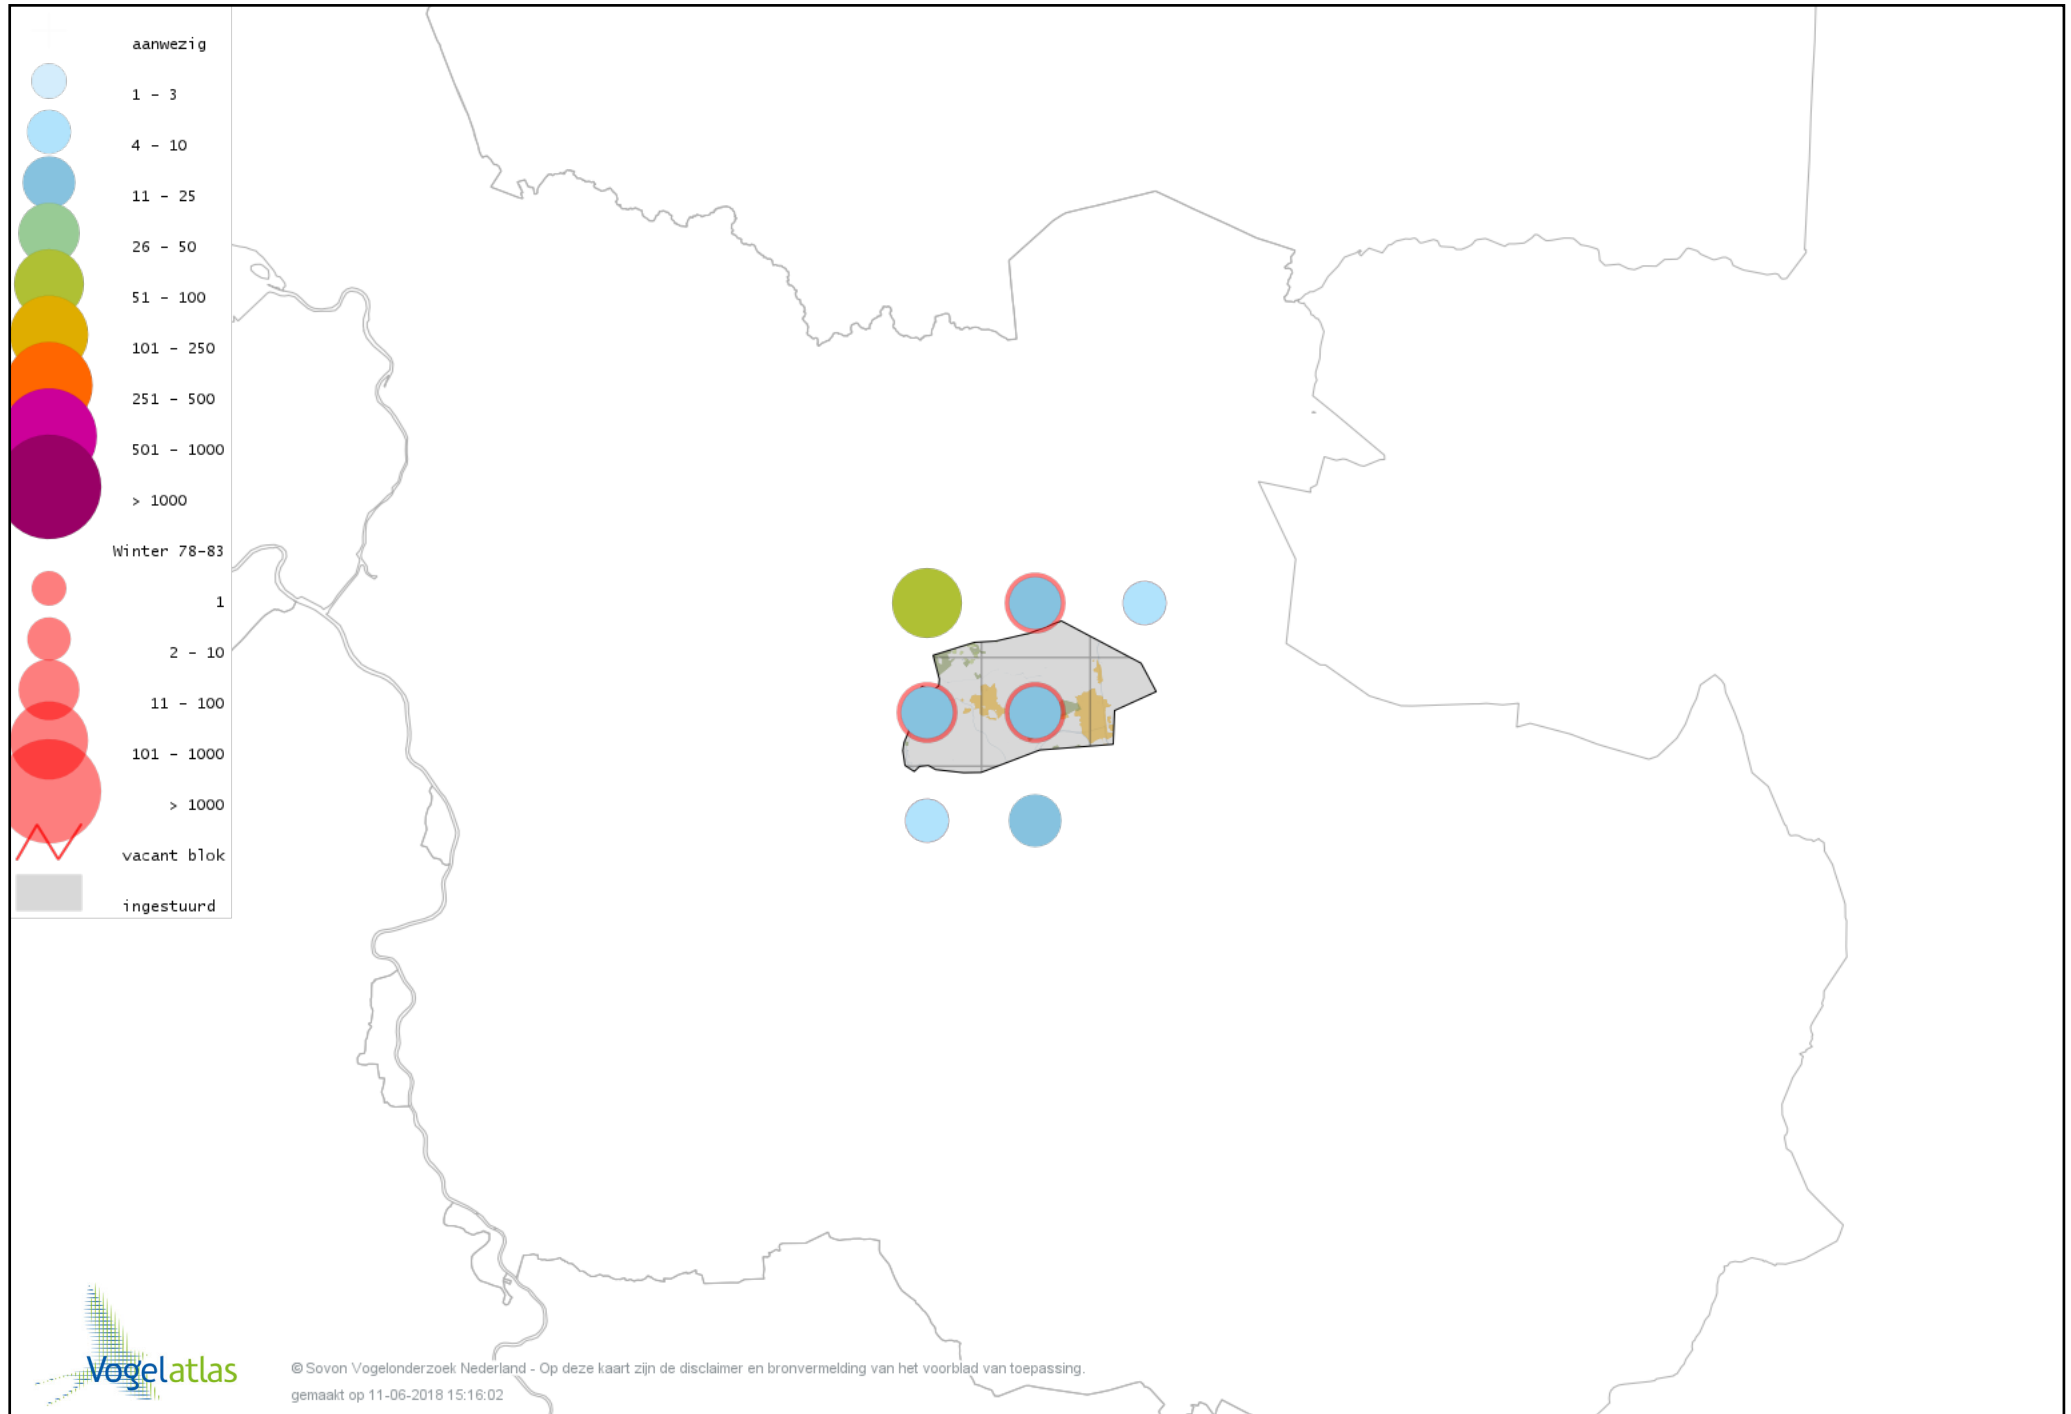 aanwezig
1 - 3
4 - 10
11 - 25
26 - 50
51 - 100
101 - 250
251 - 500
501 - 1000
> 1000
Winter 78-83
1
2 - 10
11 - 100
101 - 1000
> 1000
vacant blok
ingestuurd
Vogelatlas
© Sovon Vogelonderzoek Nederland - Op deze kaart zijn de disclaimer en bronvermelding van het voorblad van toepassing.
gemaakt op 11-06-2018 15:16:02